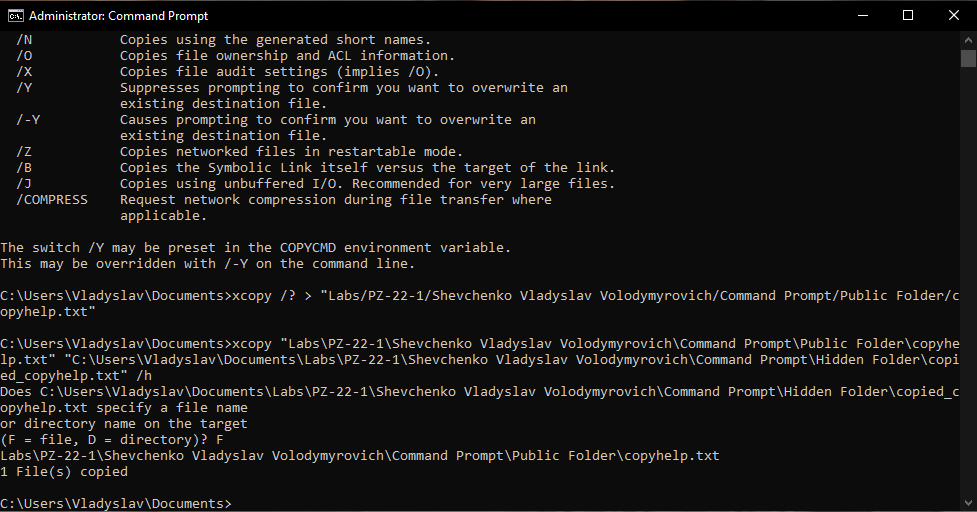 Administrator: Command Prompt
/N Copies using the generated short names.
/O Copies file ownership and ACL information.
/X Copies file audit settings (implies /O).
/Y Suppresses prompting to confirm you want to overwrite an
existing destination file.
/-Y Causes prompting to confirm you want to overwrite an
existing destination file.
/Z Copies networked files in restartable mode.
/B Copies the Symbolic Link itself versus the target of the link.
/J Copies using unbuffered I/O. Recommended for very large files.
/COMPRESS Request network compression during file transfer where
applicable.
The switch /Y may be preset in the COPYCMD environment variable.
This may be overridden with /-Y on the command line.
C:\Users\Vladyslav\Documents>xcopy /? > "Labs/PZ-22-1/Shevchenko Vladyslav Volodymyrovich/Command Prompt/Public Folder/c
opyhelp.txt"
C:\Users\Vladyslav\Documents>xcopy "Labs\PZ-22-1\Shevchenko Vladyslav Volodymyrovich\Command Prompt\Public Folder\copyhe
lp.txt" "C:\Users\Vladyslav\Documents\Labs\PZ-22-1\Shevchenko Vladyslav Volodymyrovich\Command Prompt\Hidden Folder\copi
ed_copyhelp.txt" /h
Does C:\Users\Vladyslav\Documents\Labs\PZ-22-1\Shevchenko Vladyslav Volodymyrovich\Command Prompt\Hidden Folder\copied_c
opyhelp.txt specify a file name
or directory name on the target
(F = file, D = directory)? F
Labs\PZ-22-1\Shevchenko Vladyslav Volodymyrovich\Command Prompt\Public Folder\copyhelp.txt
1 File(s) copied
C:\Users\Vladyslav\Documents>